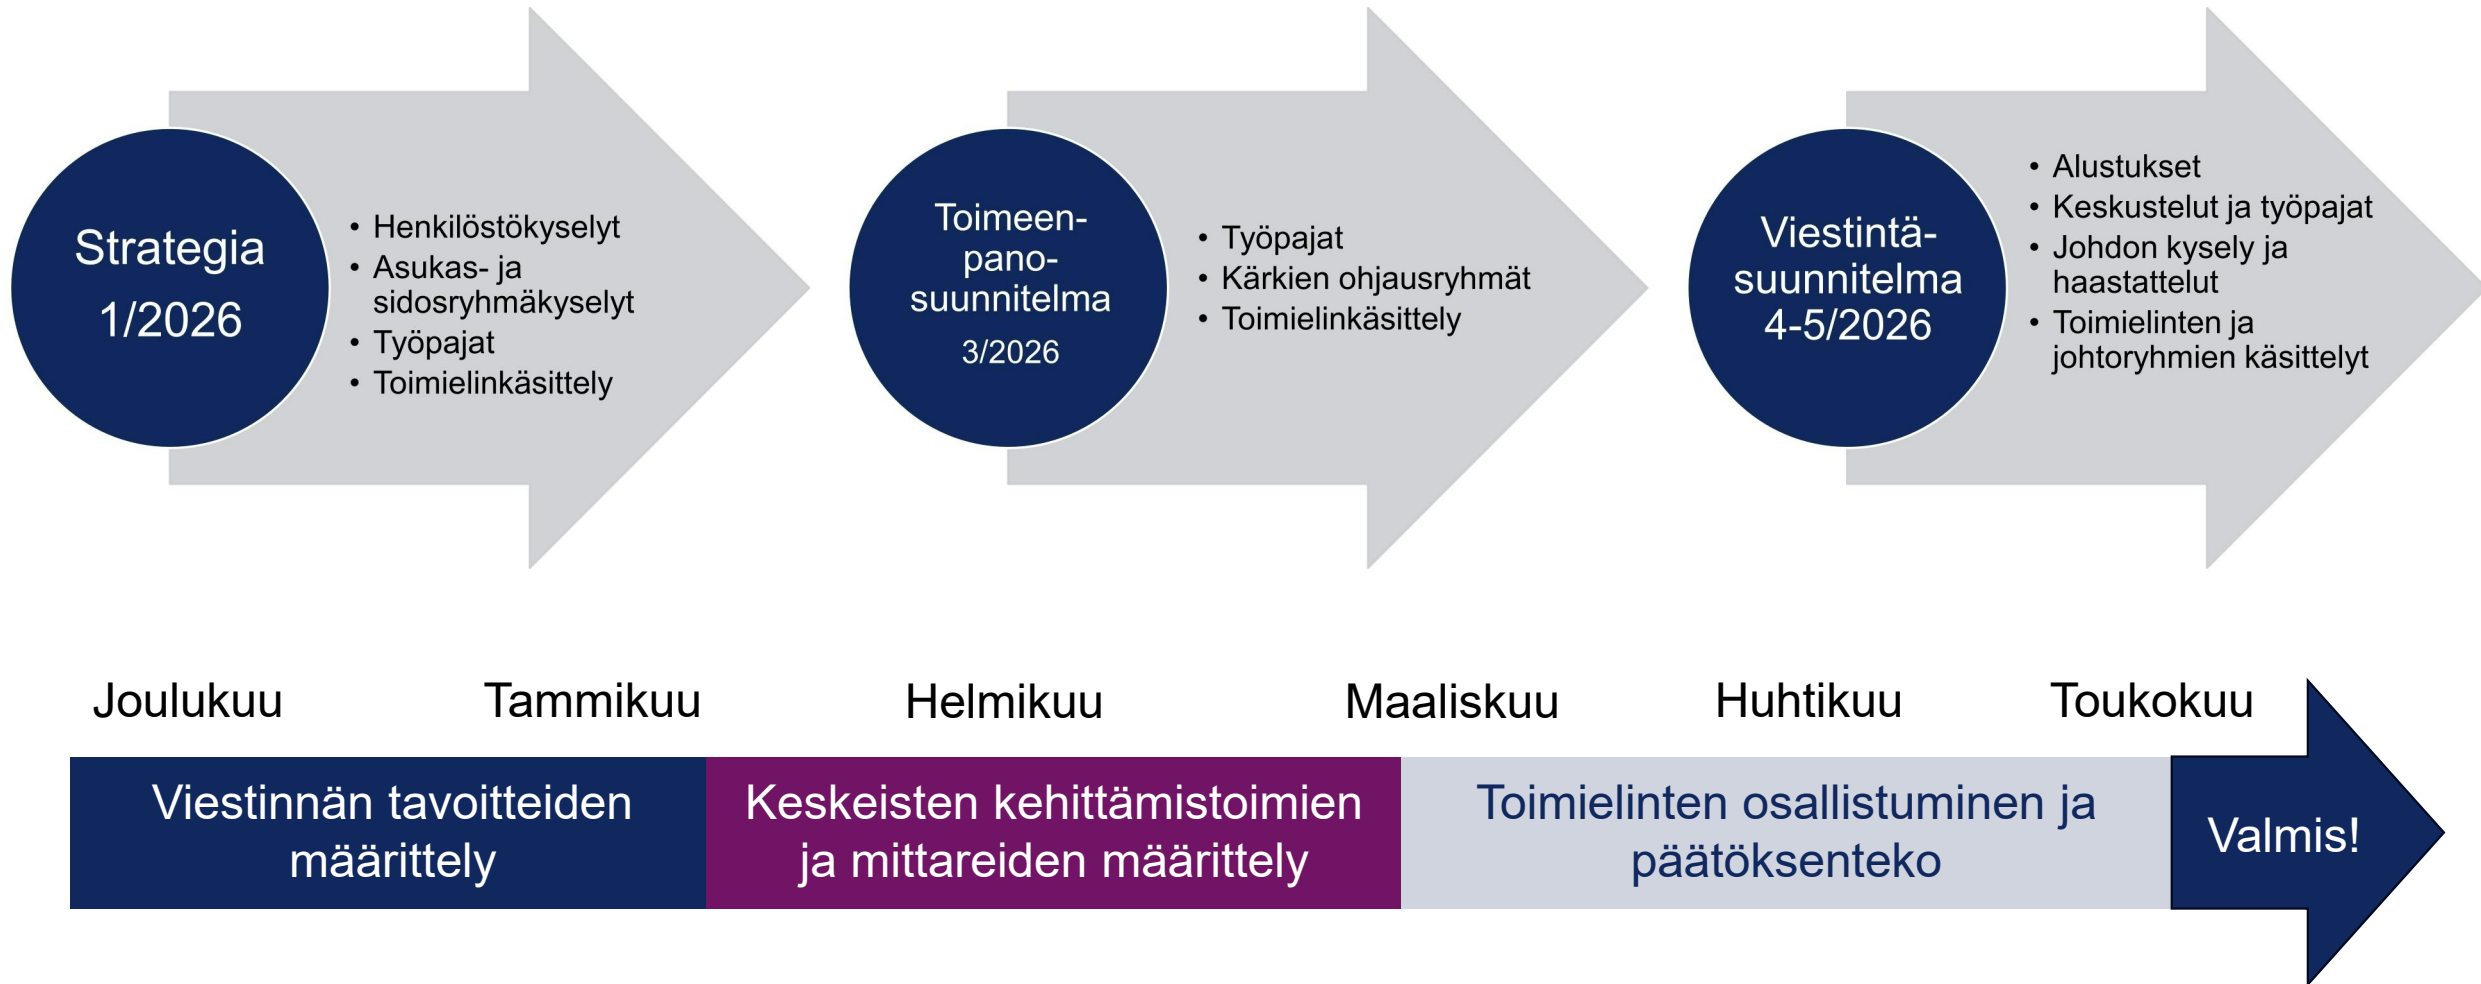 Strategia
1/2026
• Henkilöstökyselyt
• Asukas- ja
sidosryhmäkyselyt
• Työpajat
• Toimielinkäsittely
Toimeen-
pano-
suunnitelma
3/2026
• Työpajat
• Kärkien ohjausryhmät
• Toimielinkäsittely
Viestintä-
suunnitelma
4-5/2026
• Alustukset
• Keskustelut ja työpajat
• Johdon kysely ja
haastattelut
• Toimielinten ja
johtoryhmien käsittelyt
Joulukuu
Tammikuu
Helmikuu
Maaliskuu
Huhtikuu
Toukokuu
Viestinnän tavoitteiden
määrittely
Keskeisten kehittämistoimien
ja mittareiden määrittely
Toimielinten osallistuminen ja
päätöksenteko
Valmis!